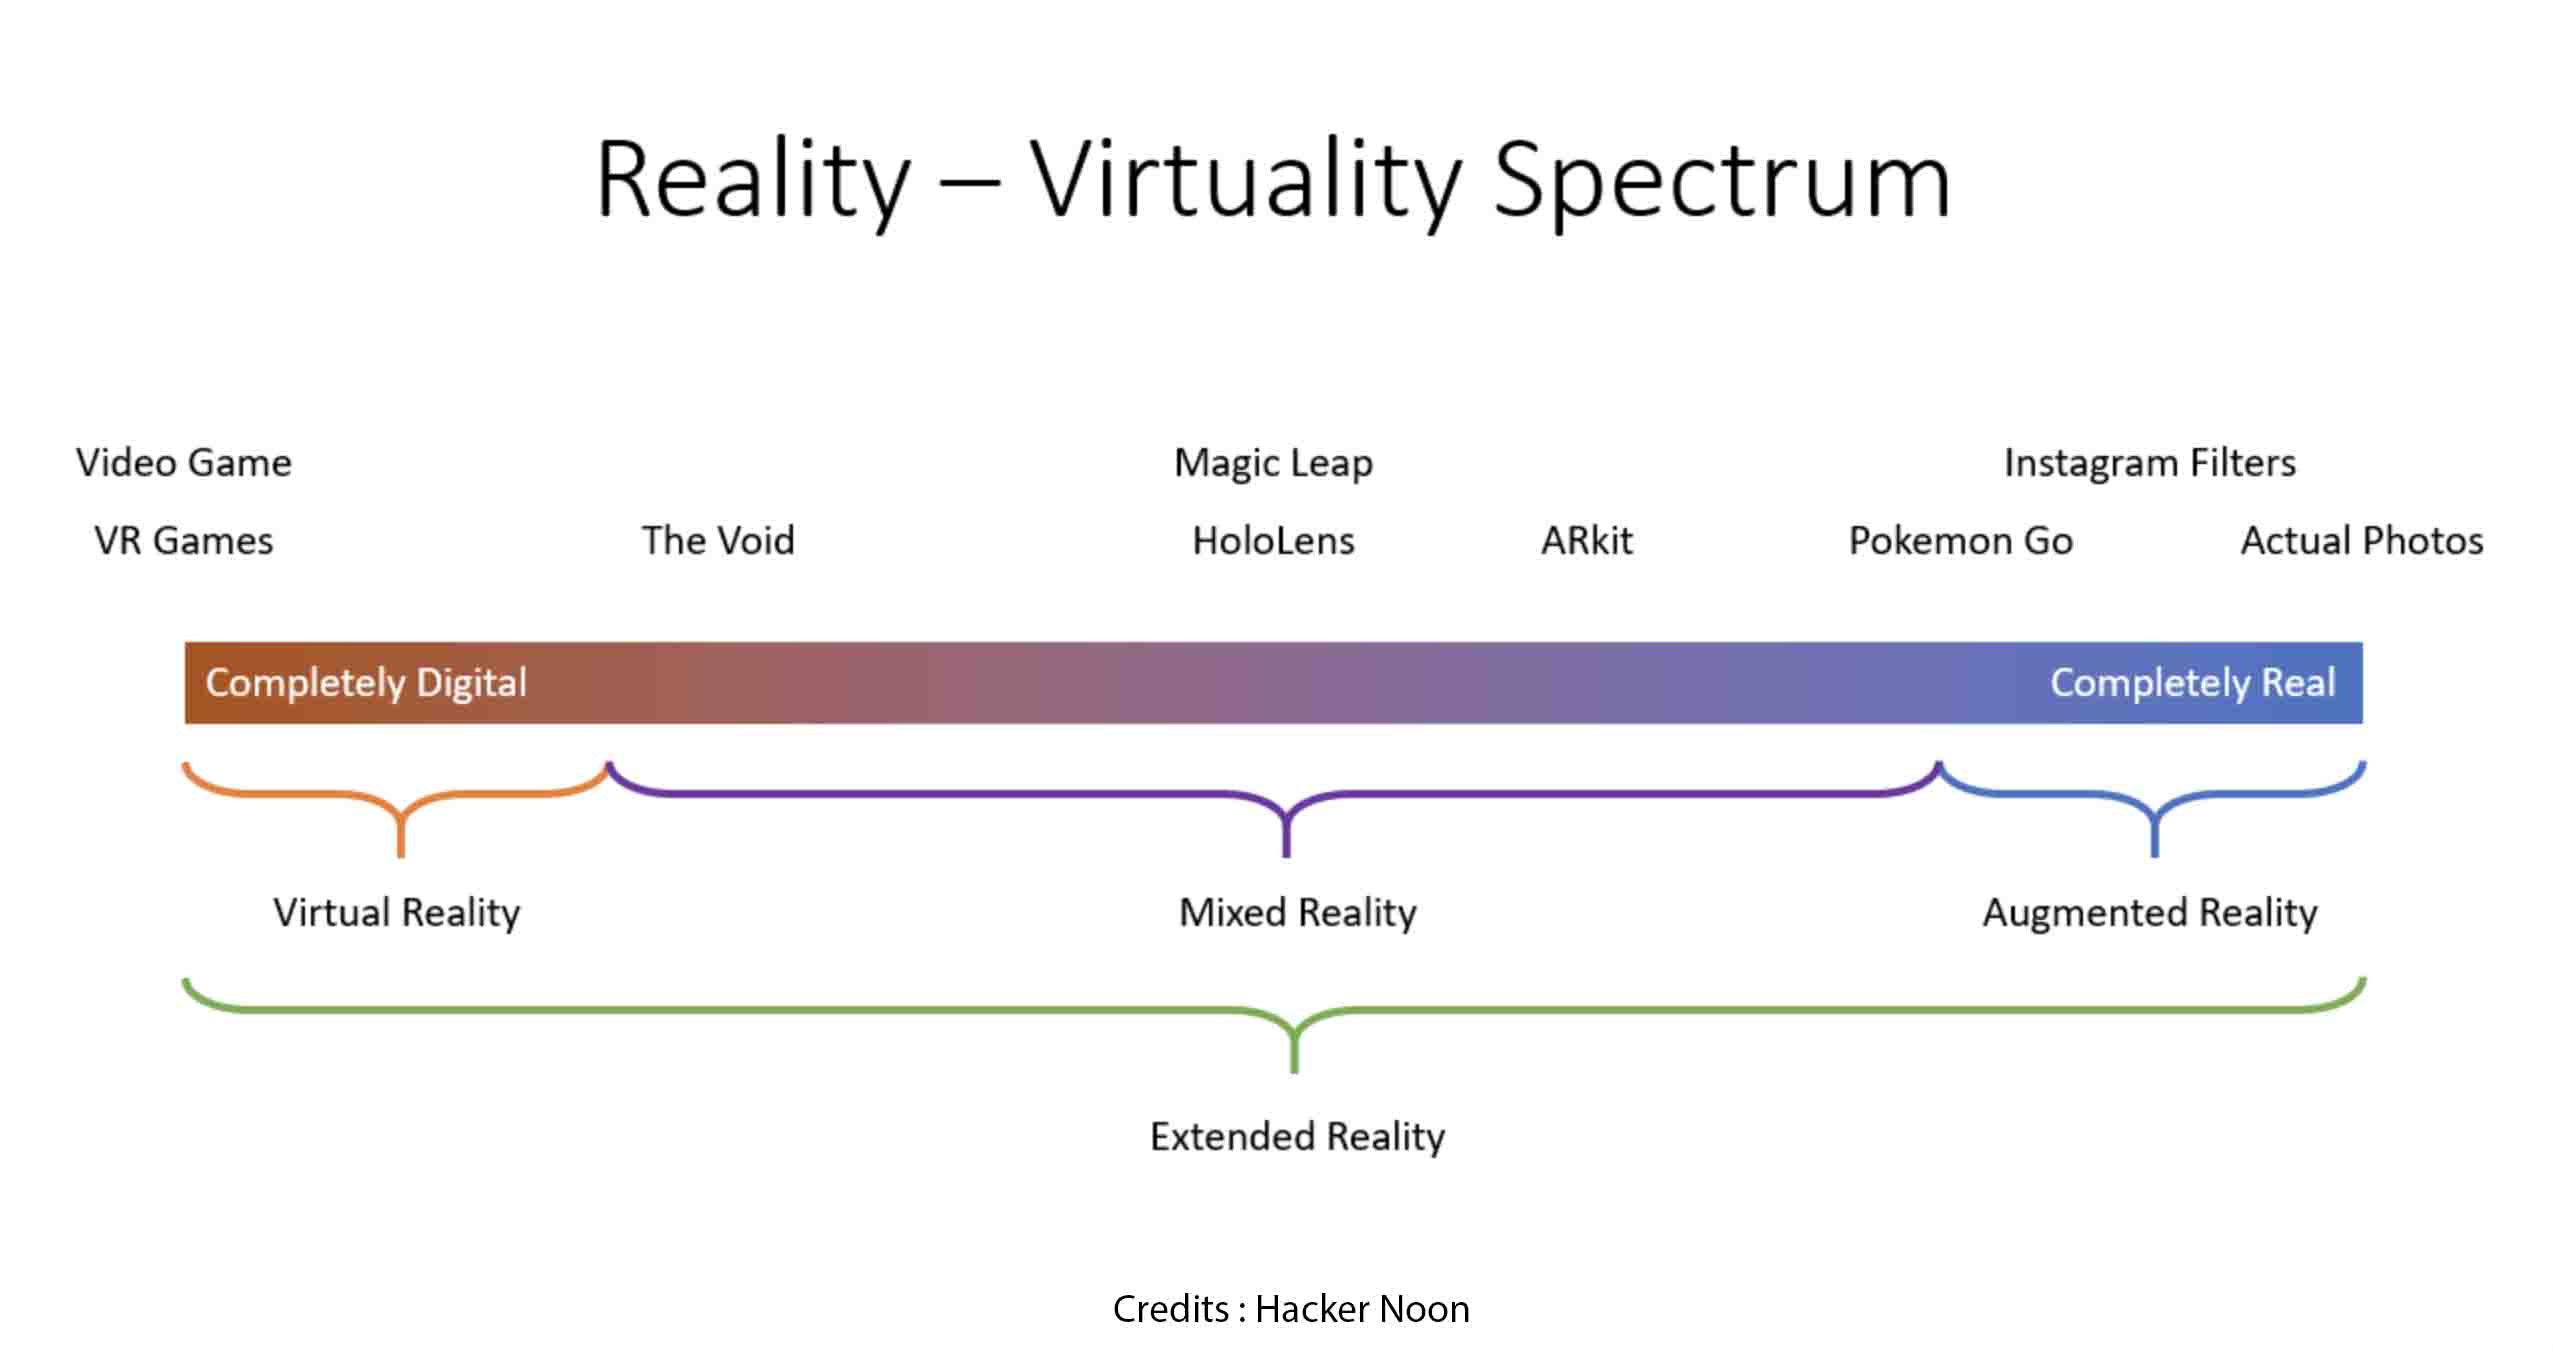 Reality – Virtuality Spectrum
Video Game
Magic Leap
Instagram Filters
VR Games
The Void
HoloLens
ARkit
Pokemon Go
Actual Photos
Completely Digital
Completely Real
Virtual Reality
Mixed Reality
Augmented Reality
Extended Reality
Credits : Hacker Noon